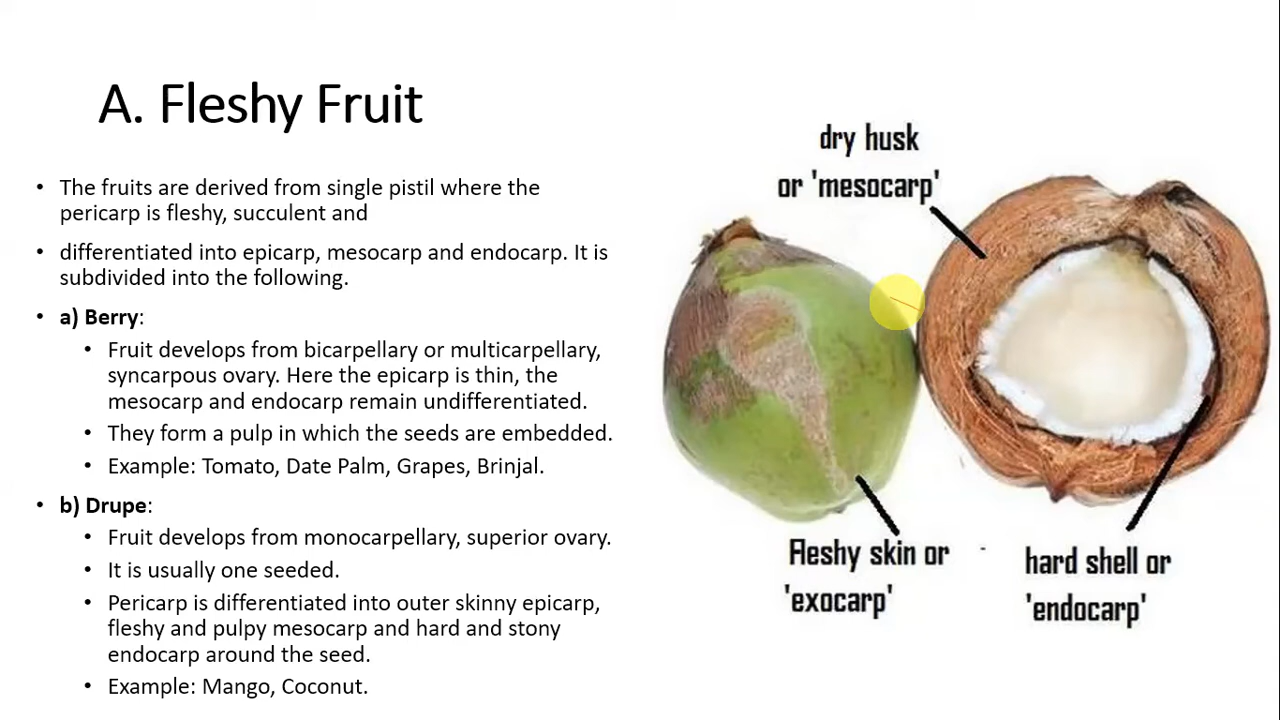 A. Fleshy Fruit
• The fruits are derived from single pistil where the
pericarp is fleshy, succulent and
• differentiated into epicarp, mesocarp and endocarp. It is
subdivided into the following.
• a) Berry:
• Fruit develops from bicarpellary or multicarpellary,
syncarpous ovary. Here the epicarp is thin, the
mesocarp and endocarp remain undifferentiated.
• They form a pulp in which the seeds are embedded.
• Example: Tomato, Date Palm, Grapes, Brinjal.
• b) Drupe:
• Fruit develops from monocarpellary, superior ovary.
• It is usually one seeded.
• Pericarp is differentiated into outer skinny epicarp,
fleshy and pulpy mesocarp and hard and stony
endocarp around the seed.
• Example: Mango, Coconut.
dry husk
or 'mesocarp'
fleshy skin or
'exocarp'
hard shell or
'endocarp'